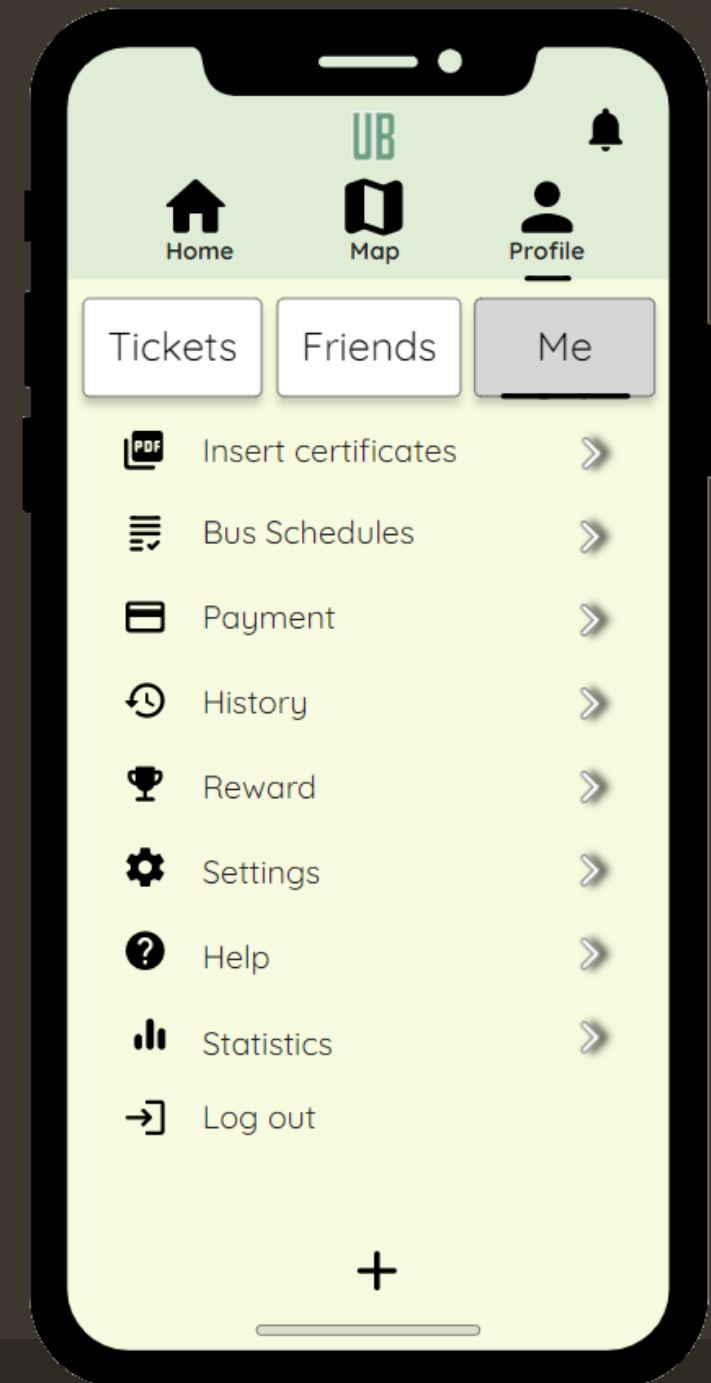 UB
Home Map Profile
Tickets Friends Me
PDF Insert certificates
Bus Schedules
Payment
History
Reward
Settings
Help
Statistics
Log out